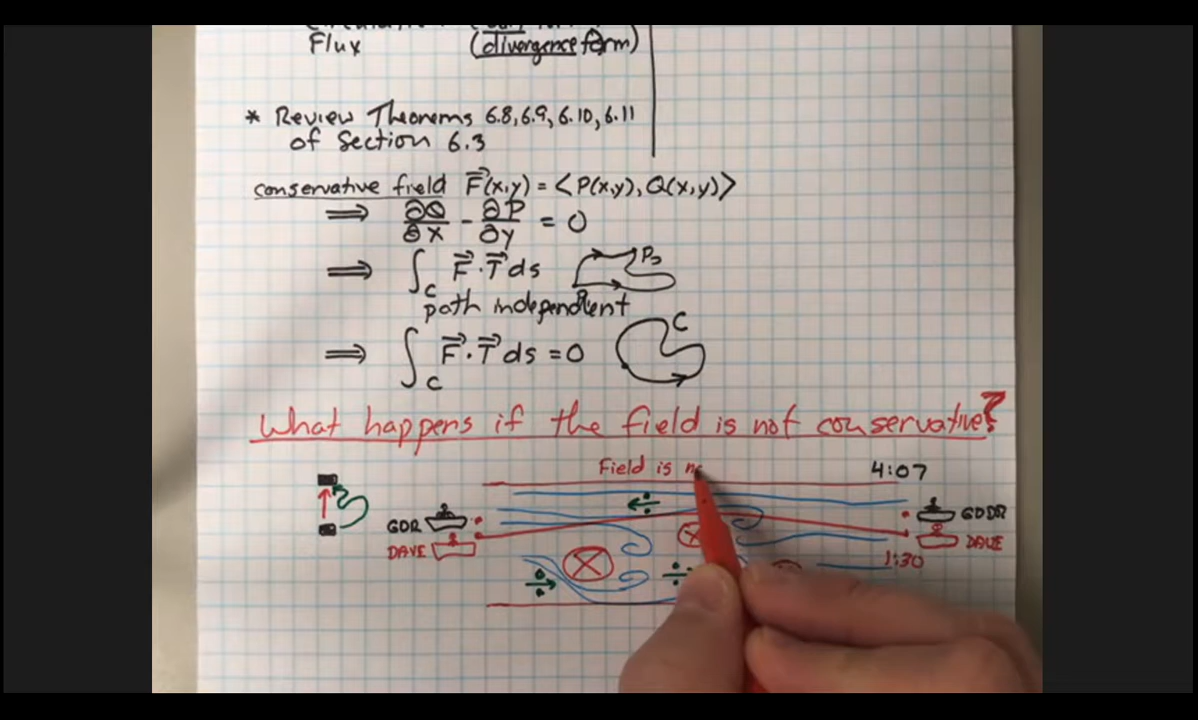 Flux (divergence form)
* Review Theorems 6.8, 6.9, 6.10, 6.11
of Section 6.3
conservative field F⃗(x,y) = ⟨P(x,y), Q(x,y)⟩
⟹ ∂Q/∂x - ∂P/∂y = 0
⟹ ∫_C F⃗·T⃗ ds
path independent
⟹ ∫_C F⃗·T⃗ ds = 0 C
What happens if the field is not conservative?
Field is n 4:07
GDR
DAVE DAVE
1:30